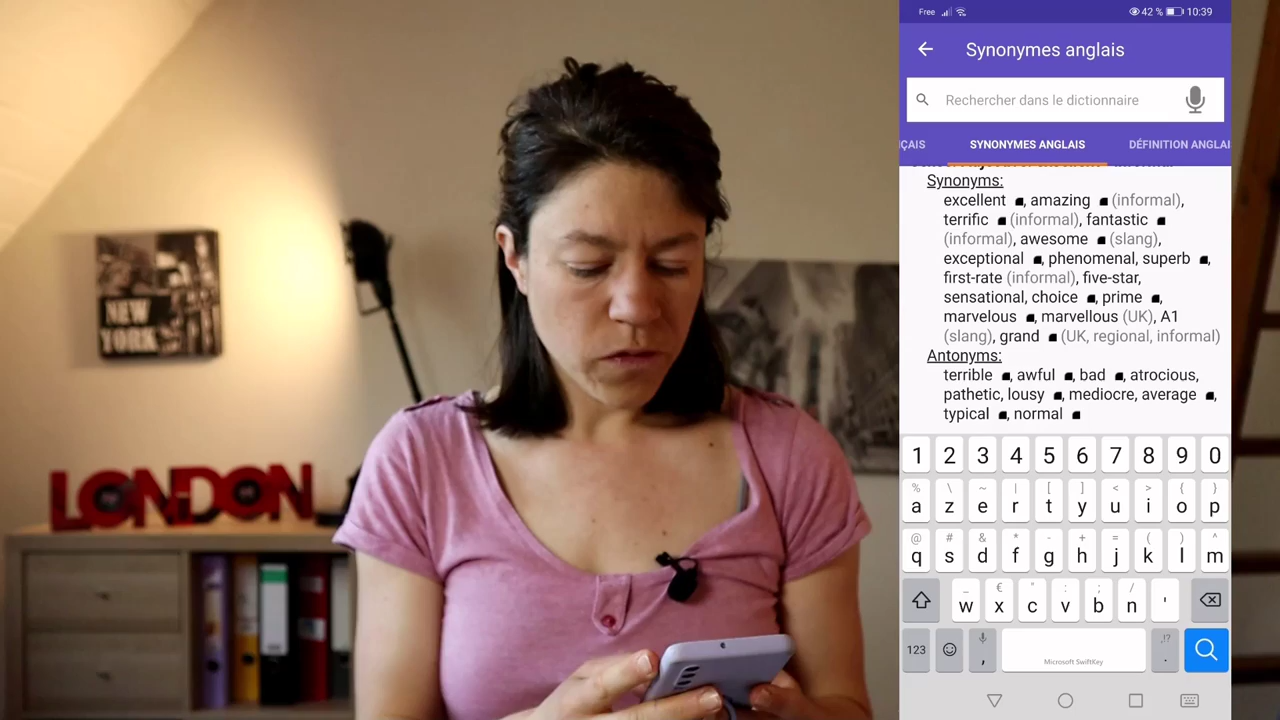 NEW
YORK
LONDON
Free 42 % 10:39
Synonymes anglais
Rechercher dans le dictionnaire
ÇAIS SYNONYMES ANGLAIS DÉFINITION ANGLAI
Synonyms:
excellent , amazing (informal),
terrific (informal), fantastic
(informal), awesome (slang),
exceptional , phenomenal, superb ,
first-rate (informal), five-star,
sensational, choice , prime ,
marvelous , marvellous (UK), A1
(slang), grand (UK, regional, informal)
Antonyms:
terrible , awful , bad , atrocious,
pathetic, lousy , mediocre, average ,
typical , normal
1 2 3 4 5 6 7 8 9 0
% \ ~ | [ ] < > { }
a z e r t y u i o p
@ # & * - + = ( ) ^
q s d f g h j k l m
_ € " : ; /
w x c v b n '
,!?
123 , Microsoft SwiftKey .